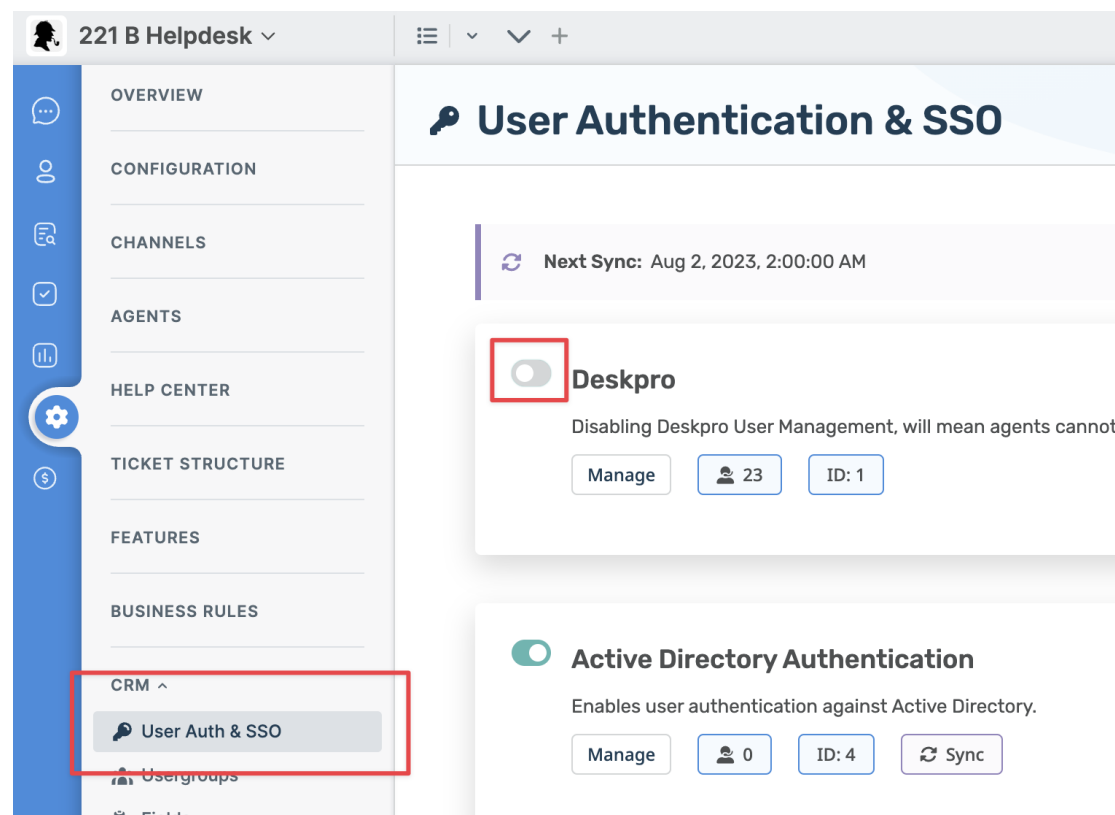 221 B Helpdesk
OVERVIEW
CONFIGURATION
CHANNELS
AGENTS
HELP CENTER
TICKET STRUCTURE
FEATURES
BUSINESS RULES
CRM
User Auth & SSO
Usergroups
User Authentication & SSO
Next Sync: Aug 2, 2023, 2:00:00 AM
Deskpro
Disabling Deskpro User Management, will mean agents cannot
Manage 23 ID: 1
Active Directory Authentication
Enables user authentication against Active Directory.
Manage 0 ID: 4 Sync